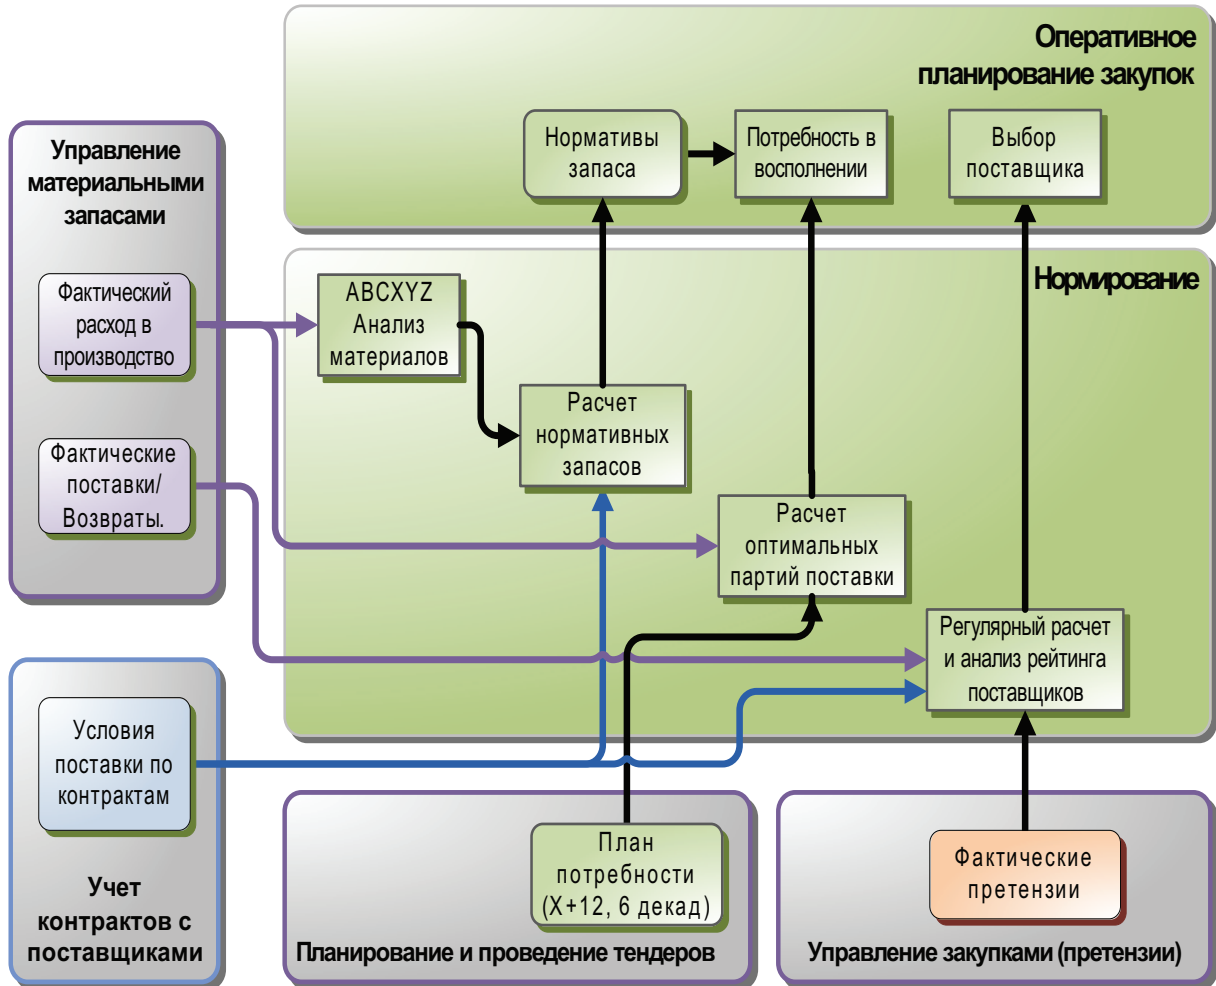 Оперативное
планирование закупок
Нормативы
запаса
Потребность в
восполнении
Выбор
поставщика
Управление
материальными
запасами
Фактический
расход в
производство
Фактические
поставки/
Возвраты.
Нормирование
ABCXYZ
Анализ
материалов
Расчет
нормативных
запасов
Расчет
оптимальных
партий поставки
Регулярный расчет
и анализ рейтинга
поставщиков
Условия
поставки по
контрактам
Учет
контрактов с
поставщиками
План
потребности
(X+12, 6 декад)
Планирование и проведение тендеров
Фактические
претензии
Управление закупками (претензии)